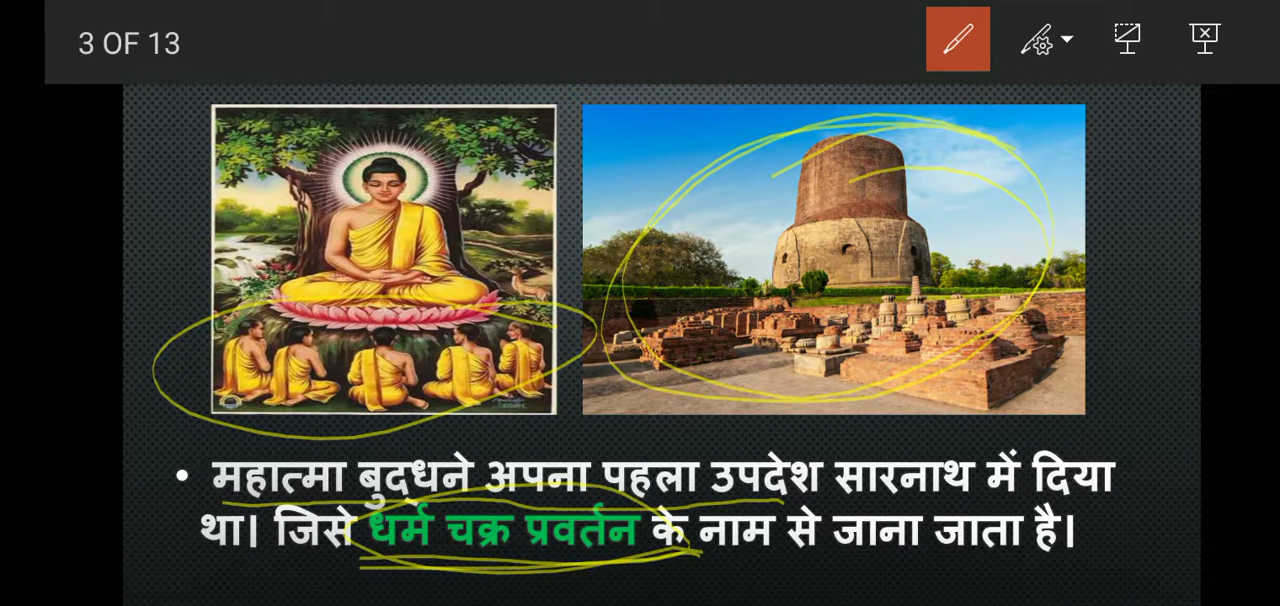 3 OF 13
• महात्मा बुद्धने अपना पहला उपदेश सारनाथ में दिया
था। जिसे धर्म चक्र प्रवर्तन के नाम से जाना जाता है।